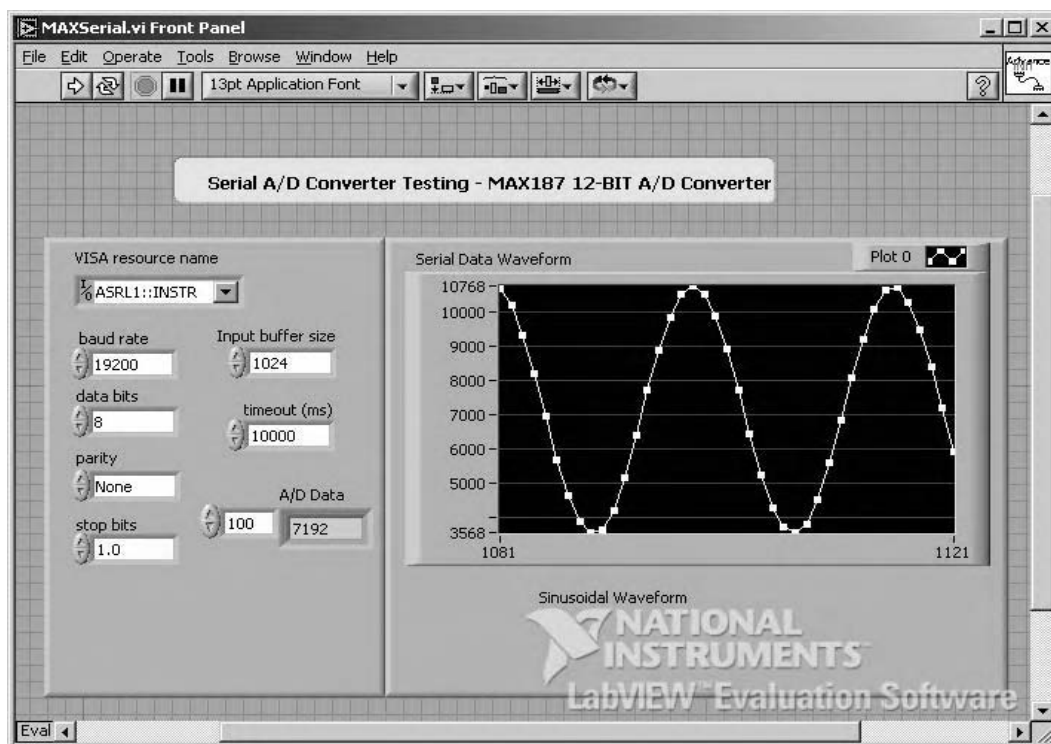 MAXSerial.vi Front Panel
File Edit Operate Tools Browse Window Help
13pt Application Font
?
Advance
Serial A/D Converter Testing - MAX187 12-BIT A/D Converter
VISA resource name
I/O ASRL1::INSTR
baud rate
19200
Input buffer size
1024
data bits
8
timeout (ms)
10000
parity
None
A/D Data
100
7192
stop bits
1.0
Serial Data Waveform
Plot 0
10768
10000
9000
8000
7000
6000
5000
3568
1081
1121
Sinusoidal Waveform
NATIONAL
INSTRUMENTS™
LabVIEW™ Evaluation Software
Eval